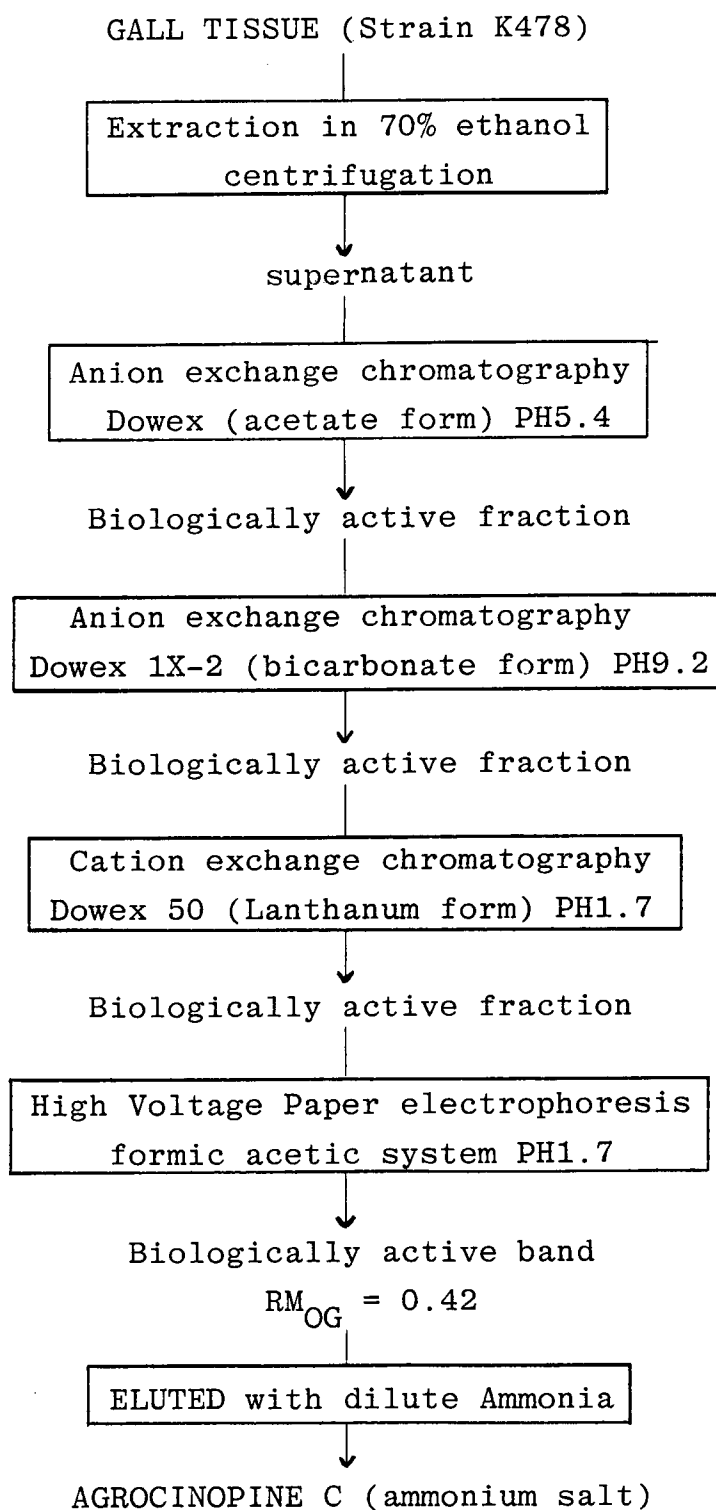 GALL TISSUE (Strain K478)
Extraction in 70% ethanol
centrifugation
supernatant
Anion exchange chromatography
Dowex (acetate form) PH5.4
Biologically active fraction
Anion exchange chromatography
Dowex 1X-2 (bicarbonate form) PH9.2
Biologically active fraction
Cation exchange chromatography
Dowex 50 (Lanthanum form) PH1.7
Biologically active fraction
High Voltage Paper electrophoresis
formic acetic system PH1.7
Biologically active band
RM_OG = 0.42
ELUTED with dilute Ammonia
AGROCINOPINE C (ammonium salt)